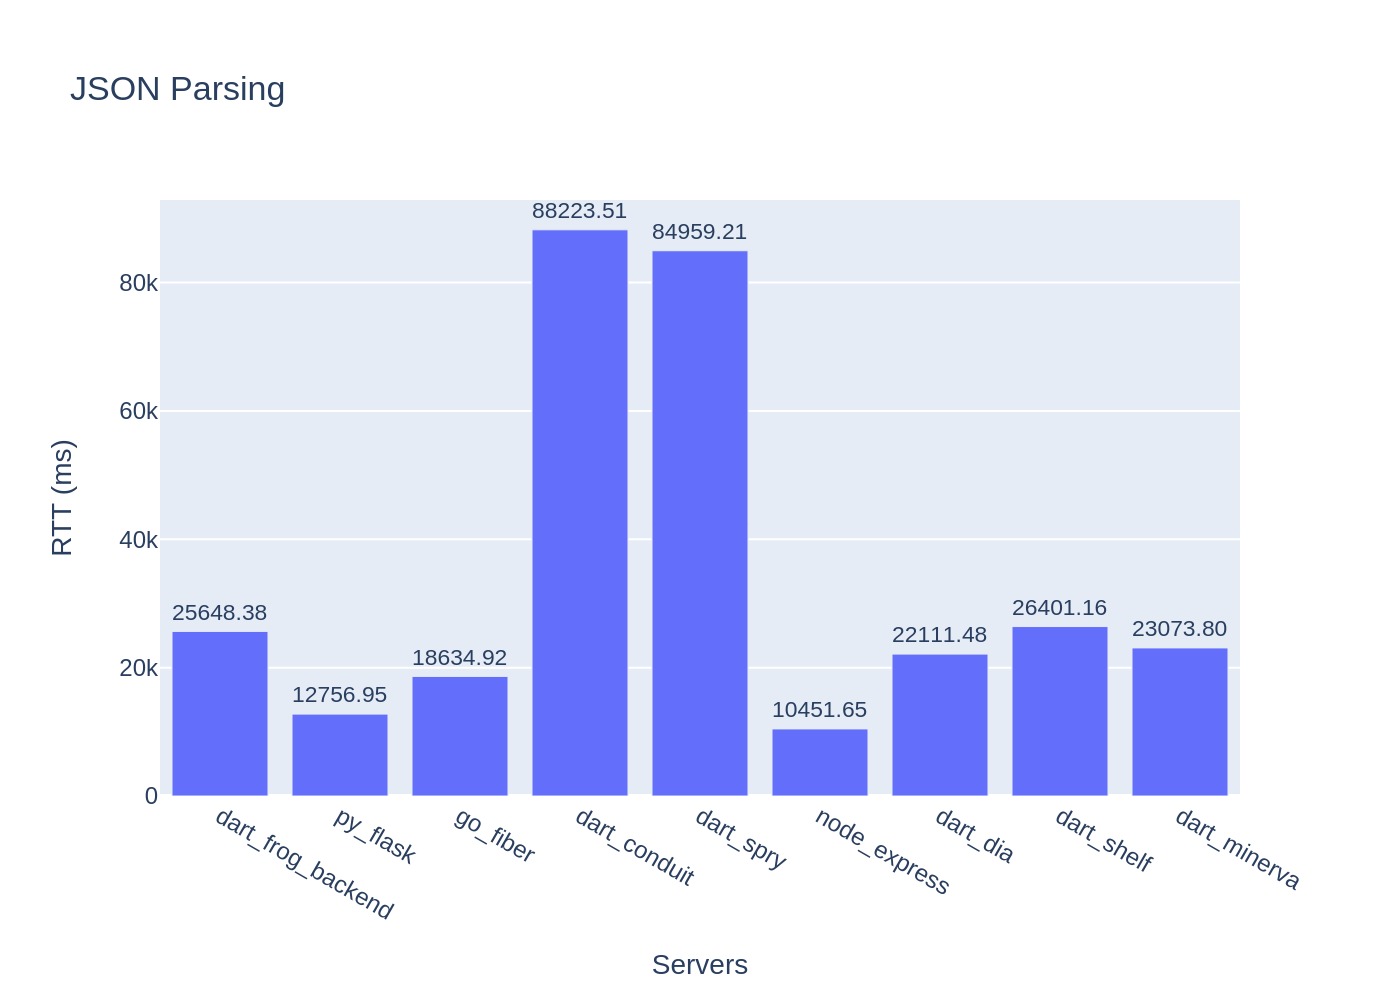 JSON Parsing
RTT (ms)
80k
60k
40k
20k
0
25648.38
12756.95
18634.92
88223.51
84959.21
10451.65
22111.48
26401.16
23073.80
dart_frog_backend
py_flask
go_fiber
dart_conduit
dart_spry
node_express
dart_dia
dart_shelf
dart_minerva
Servers